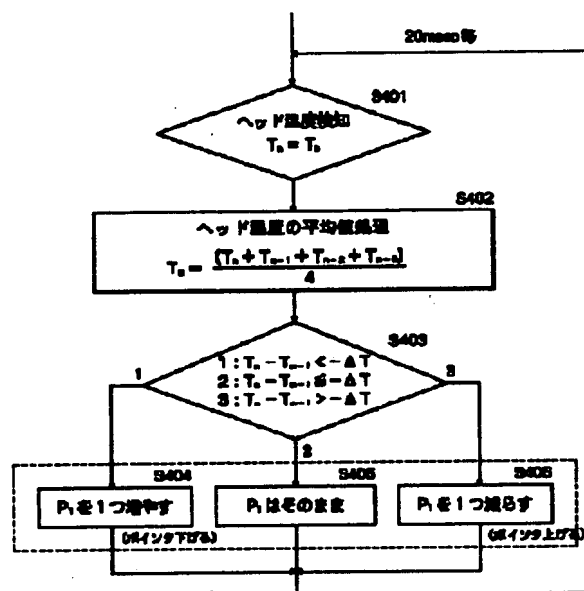 20msec毎
S401
ヘッド温度検知
Tₙ = Tₕ
S402
ヘッド温度の平均値処理
Tₙ = (Tₙ + Tₙ₋₁ + Tₙ₋₂ + Tₙ₋₃) / 4
S403
1 : Tₙ − Tₙ₋₁ < − ΔT
2 : Tₙ − Tₙ₋₁ ≦ − ΔT
3 : Tₙ − Tₙ₋₁ > − ΔT
1
3
2
S404
S405
S406
P₁を1つ増やす
P₁はそのまま
P₁を1つ減らす
(ポインタ下げる)
(ポインタ上げる)